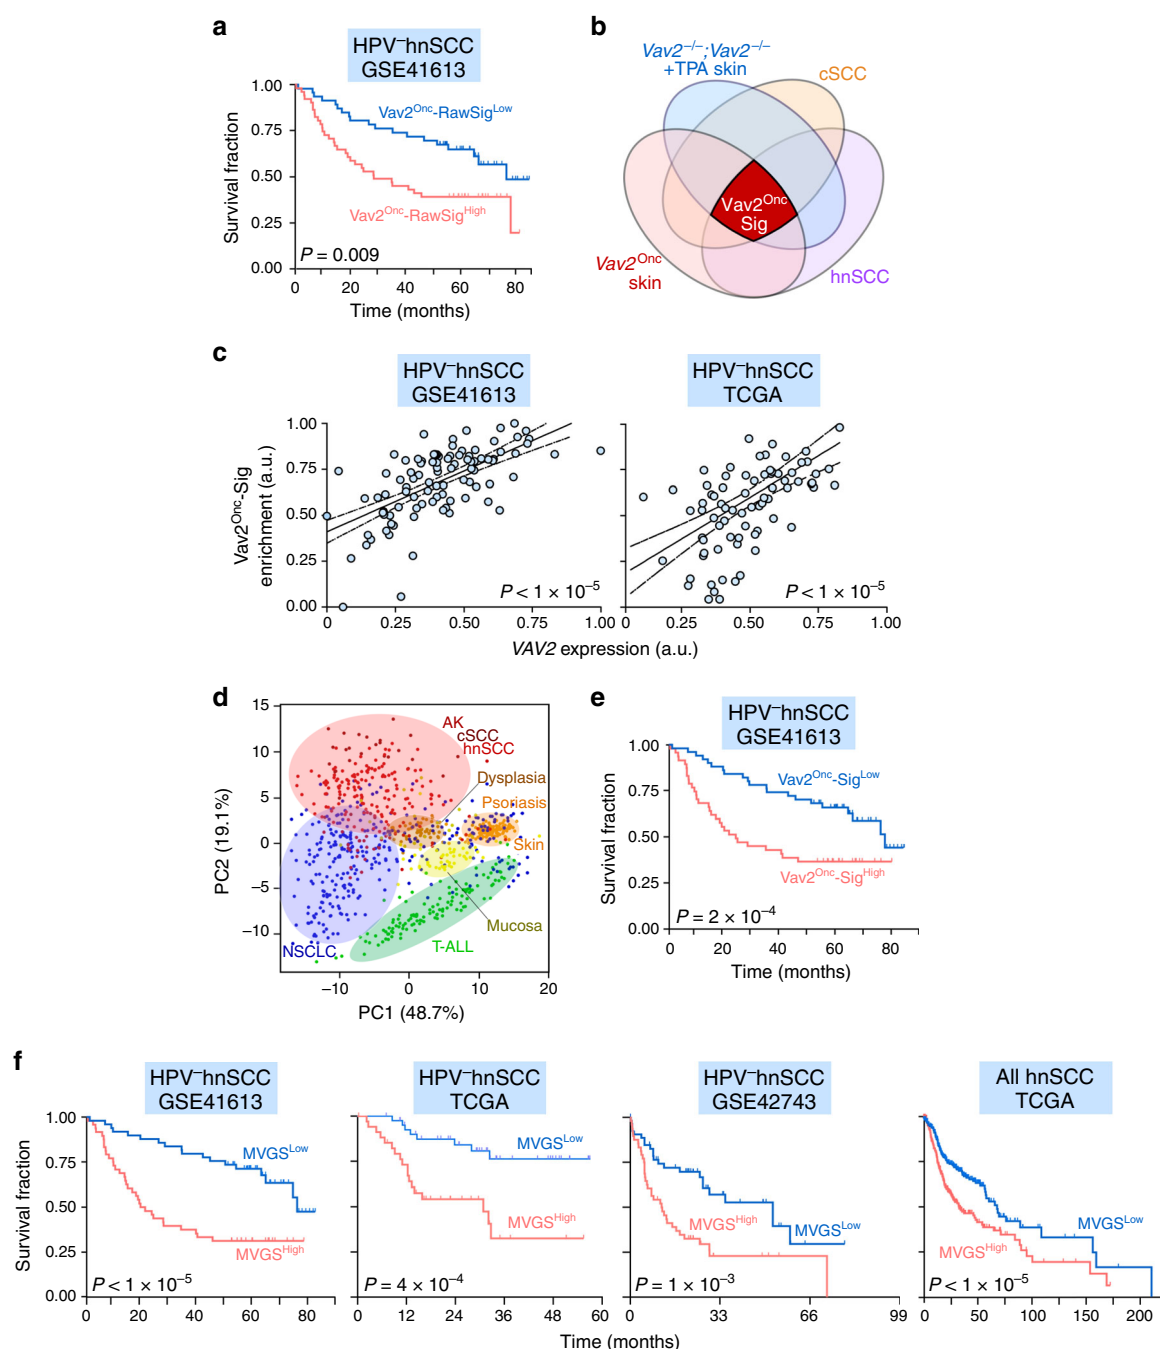 a
HPV⁻hnSCC
GSE41613
1.00
0.75
0.50
0.25
0.00
Survival fraction
Vav2ᴼⁿᶜ-RawSigᴸᵒʷ
Vav2ᴼⁿᶜ-RawSigᴴⁱᵍʰ
P = 0.009
0 20 40 60 80
Time (months)
b
Vav2⁻/⁻;Vav2⁻/⁻
+TPA skin
cSCC
Vav2ᴼⁿᶜ
Sig
Vav2ᴼⁿᶜ
skin
hnSCC
c
HPV⁻hnSCC
GSE41613
HPV⁻hnSCC
TCGA
Vav2ᴼⁿᶜ-Sig
enrichment (a.u.)
1.00
0.75
0.50
0.25
0.00
P < 1 × 10⁻⁵
P < 1 × 10⁻⁵
0 0.25 0.50 0.75 1.00
0 0.25 0.50 0.75 1.00
VAV2 expression (a.u.)
d
15
10
5
0
−5
−10
PC2 (19.1%)
AK
cSCC
hnSCC
Dysplasia
Psoriasis
Skin
Mucosa
T-ALL
NSCLC
−10 0 10 20
PC1 (48.7%)
e
HPV⁻hnSCC
GSE41613
1.00
0.75
0.50
0.25
0.00
Survival fraction
Vav2ᴼⁿᶜ-Sigᴸᵒʷ
Vav2ᴼⁿᶜ-Sigᴴⁱᵍʰ
P = 2 × 10⁻⁴
0 20 40 60 80
Time (months)
f
HPV⁻hnSCC
GSE41613
HPV⁻hnSCC
TCGA
HPV⁻hnSCC
GSE42743
All hnSCC
TCGA
1.00
0.75
0.50
0.25
0.00
Survival fraction
MVGSᴸᵒʷ
MVGSᴴⁱᵍʰ
P < 1 × 10⁻⁵
0 20 40 60 80
MVGSᴸᵒʷ
MVGSᴴⁱᵍʰ
P = 4 × 10⁻⁴
0 12 24 36 48 60
MVGSᴴⁱᵍʰ
MVGSᴸᵒʷ
P = 1 × 10⁻³
0 33 66 99
MVGSᴸᵒʷ
MVGSᴴⁱᵍʰ
P < 1 × 10⁻⁵
0 50 100 150 200
Time (months)